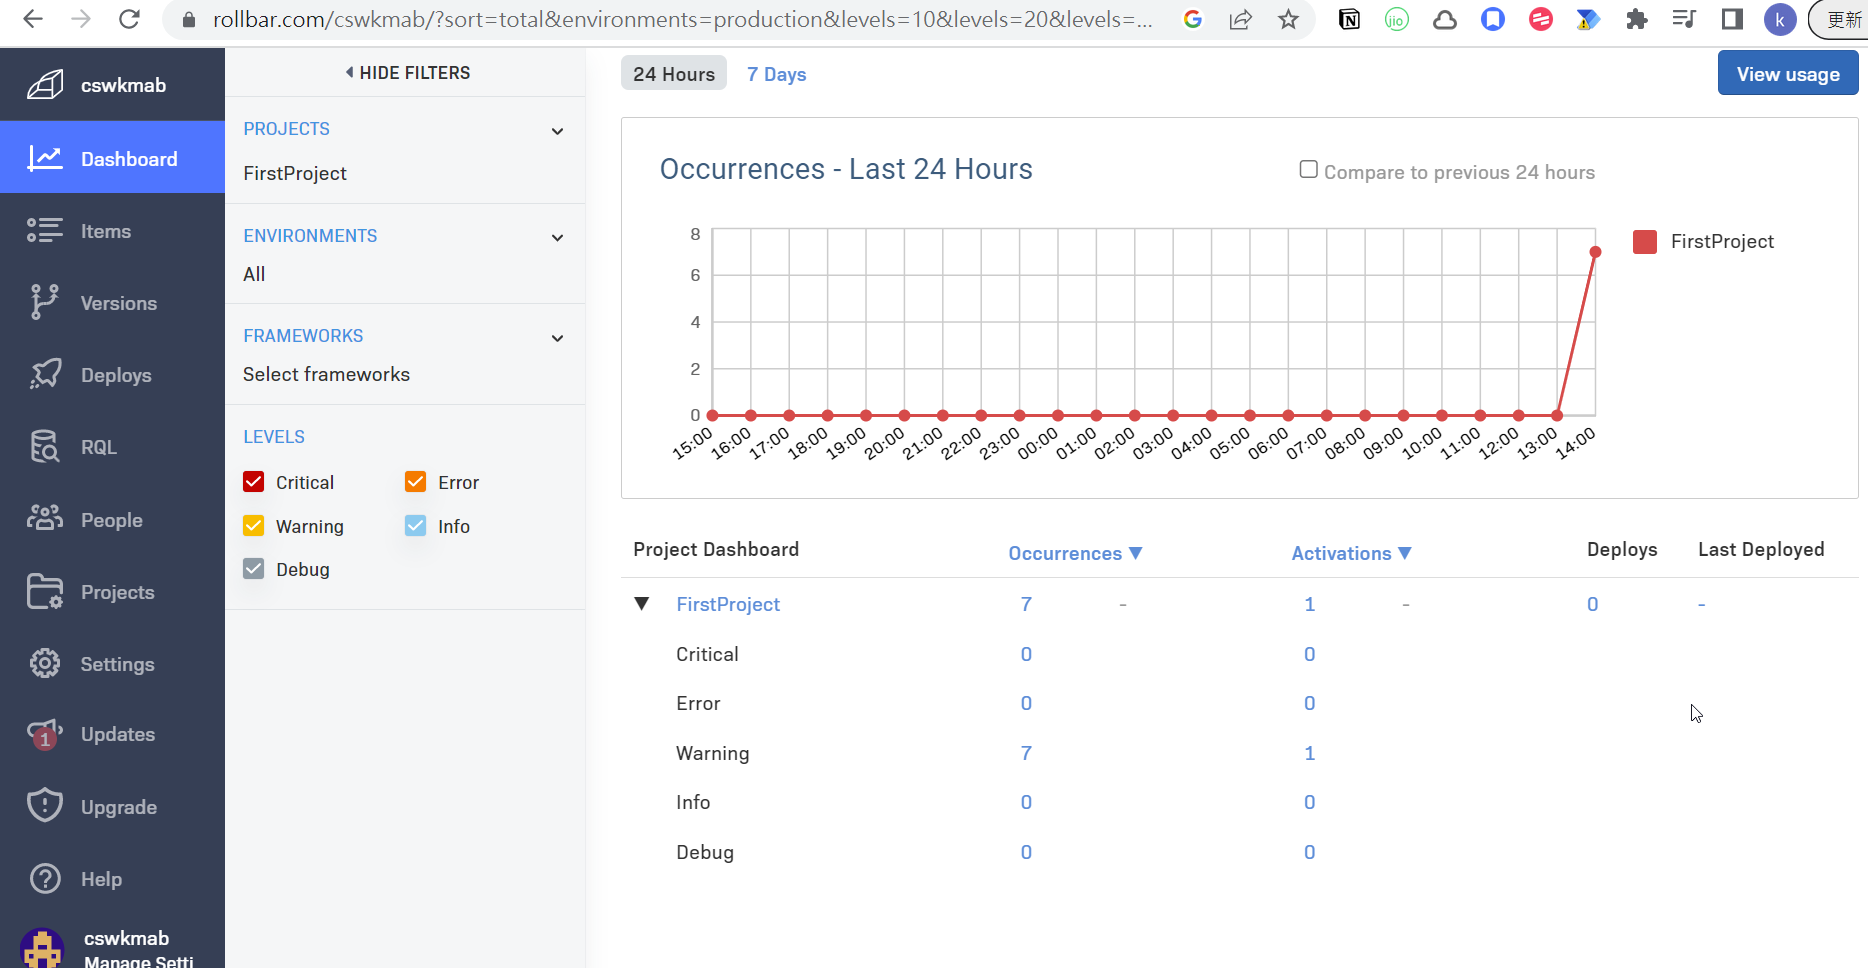 rollbar.com/cswkmab/?sort=total&environments=production&levels=10&levels=20&levels=...
jio
k
更新
cswkmab
Dashboard
Items
Versions
Deploys
RQL
People
Projects
Settings
1
Updates
Upgrade
Help
cswkmab
Manage Setti
HIDE FILTERS
PROJECTS
FirstProject
ENVIRONMENTS
All
FRAMEWORKS
Select frameworks
LEVELS
Critical Error
Warning Info
Debug
24 Hours 7 Days
View usage
Occurrences - Last 24 Hours
Compare to previous 24 hours
8
6
4
2
0
15:00 16:00 17:00 18:00 19:00 20:00 21:00 22:00 23:00 00:00 01:00 02:00 03:00 04:00 05:00 06:00 07:00 08:00 09:00 10:00 11:00 12:00 13:00 14:00
FirstProject
Project Dashboard Occurrences ▼ Activations ▼ Deploys Last Deployed
▼ FirstProject 7 - 1 - 0 -
Critical 0 0
Error 0 0
Warning 7 1
Info 0 0
Debug 0 0